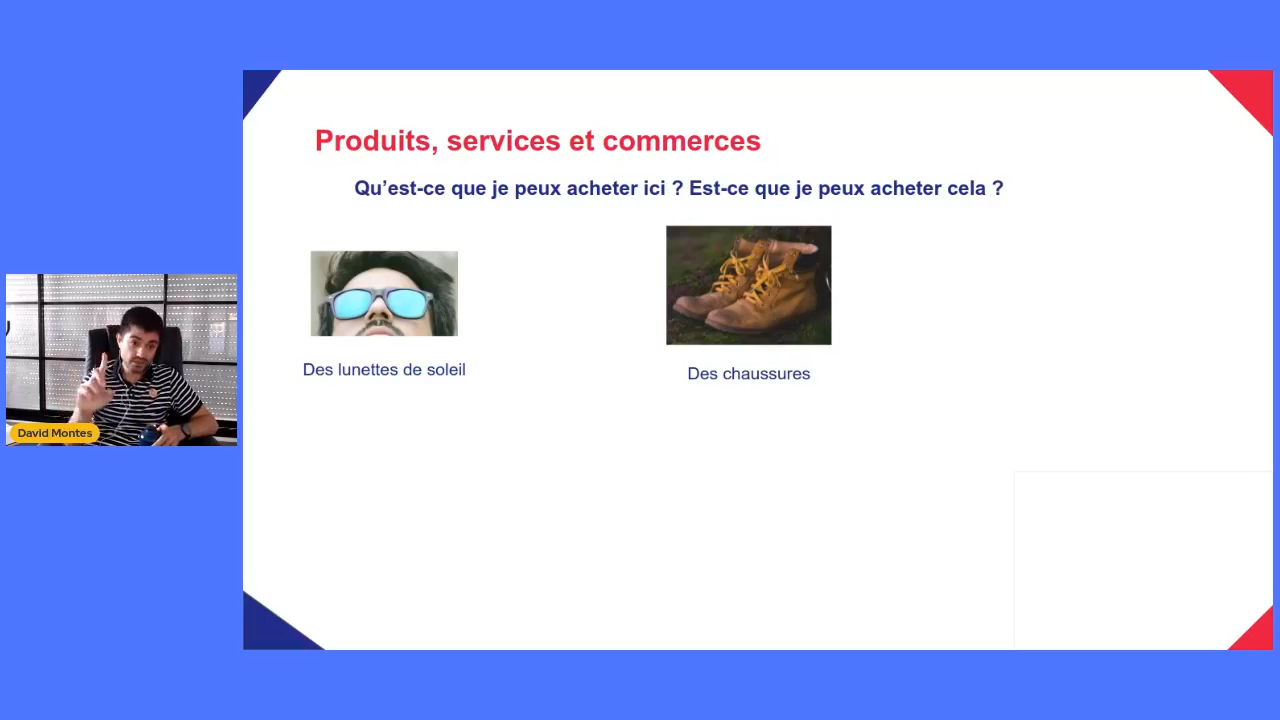 Produits, services et commerces
Qu’est-ce que je peux acheter ici ? Est-ce que je peux acheter cela ?
Des lunettes de soleil
Des chaussures
David Montes